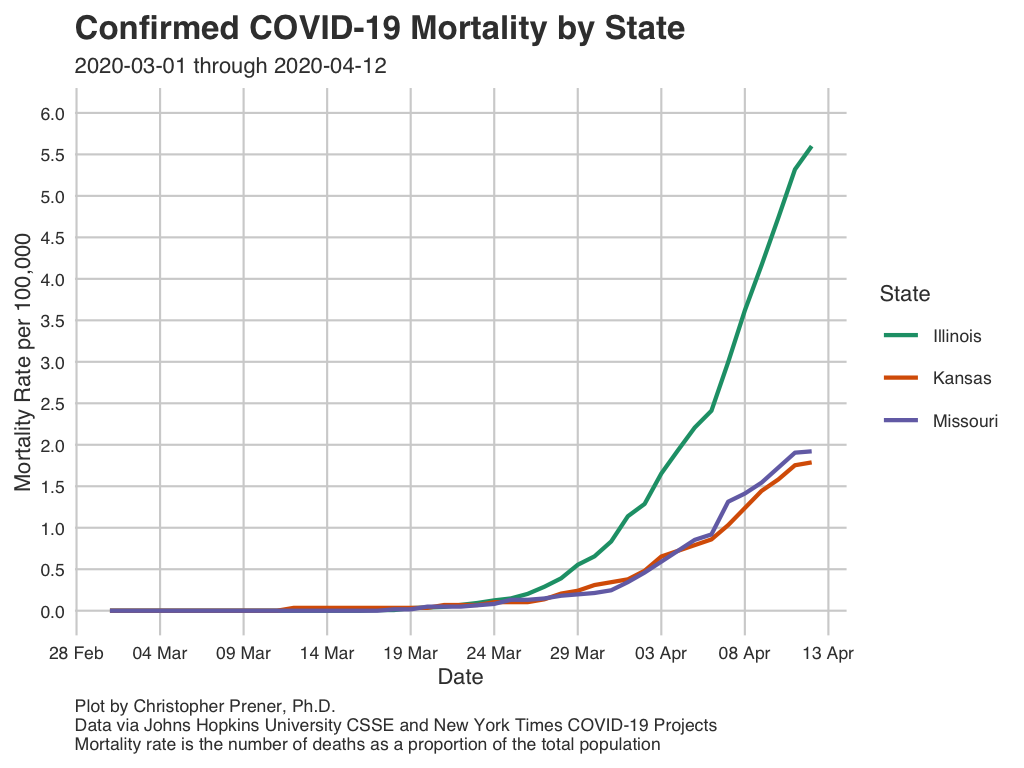 Confirmed COVID-19 Mortality by State
2020-03-01 through 2020-04-12
Mortality Rate per 100,000
6.0
5.5
5.0
4.5
4.0
3.5
3.0
2.5
2.0
1.5
1.0
0.5
0.0
28 Feb 04 Mar 09 Mar 14 Mar 19 Mar 24 Mar 29 Mar 03 Apr 08 Apr 13 Apr
Date
State
Illinois
Kansas
Missouri
Plot by Christopher Prener, Ph.D.
Data via Johns Hopkins University CSSE and New York Times COVID-19 Projects
Mortality rate is the number of deaths as a proportion of the total population